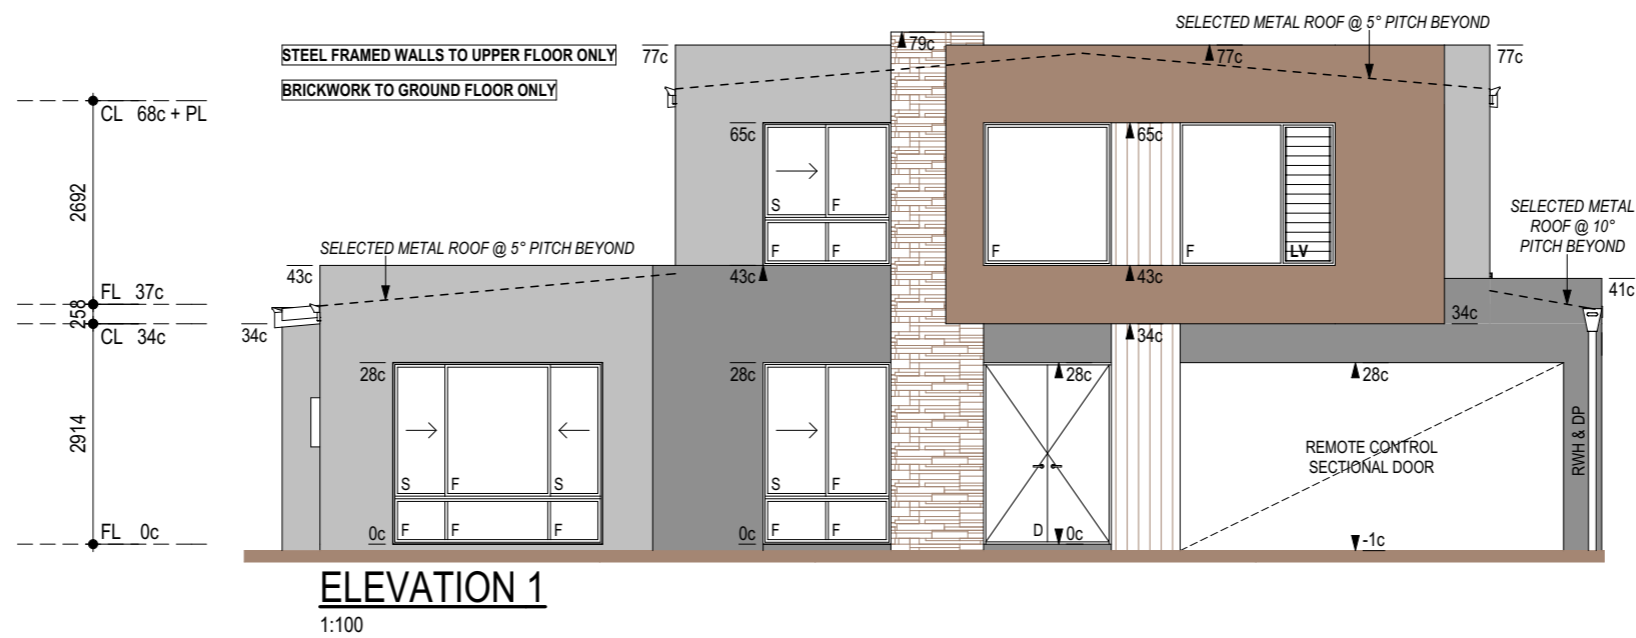 SELECTED METAL ROOF @ 5° PITCH BEYOND
STEEL FRAMED WALLS TO UPPER FLOOR ONLY
BRICKWORK TO GROUND FLOOR ONLY
77c
79c
77c
77c
CL 68c + PL
2692
65c
65c
S F
F F
F
F
LV
SELECTED METAL
ROOF @ 10°
PITCH BEYOND
SELECTED METAL ROOF @ 5° PITCH BEYOND
43c
43c
43c
41c
FL 37c
258
CL 34c
34c
34c
34c
28c
28c
28c
28c
2914
S F S
F F F
S F
F F
REMOTE CONTROL
SECTIONAL DOOR
RWH & DP
FL 0c
0c
0c
D
0c
-1c
ELEVATION 1
1:100